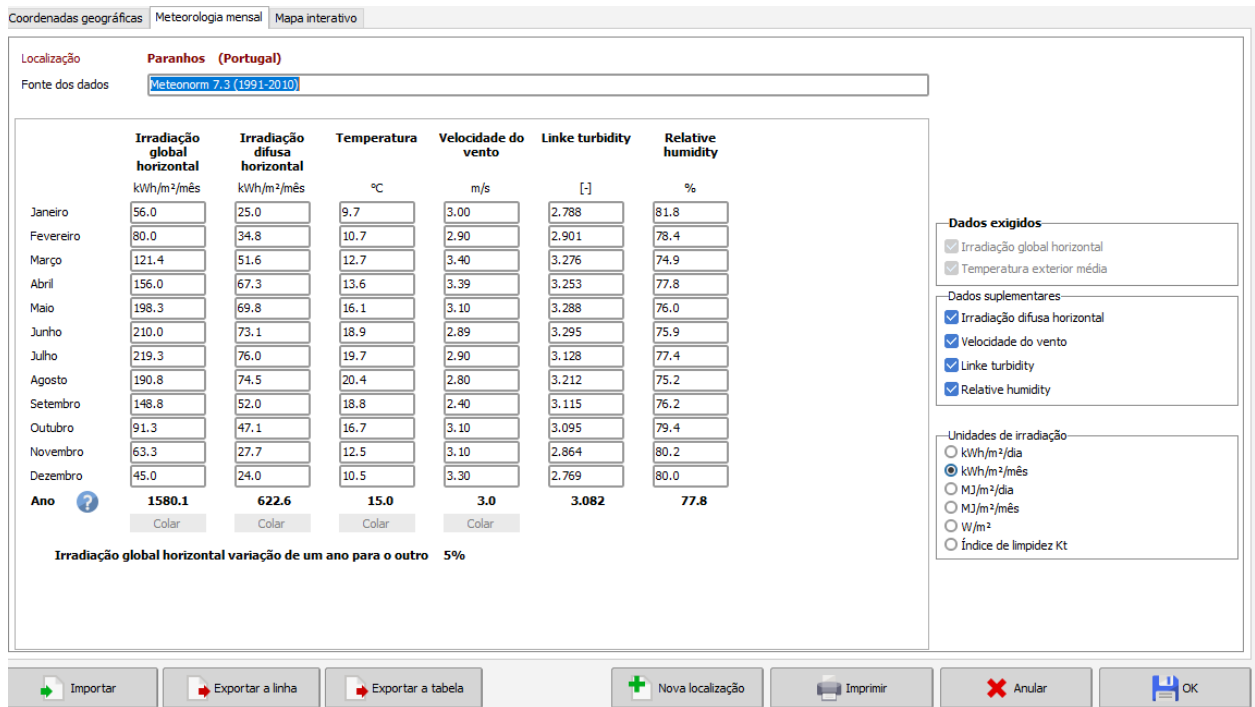 Coordenadas geográficas Meteorologia mensal Mapa interativo
Localização Paranhos (Portugal)
Fonte dos dados Meteonorm 7.3 (1991-2010)
Irradiação global horizontal Irradiação difusa horizontal Temperatura Velocidade do vento Linke turbidity Relative humidity
kWh/m²/mês kWh/m²/mês ºC m/s [-] %
Janeiro 56.0 25.0 9.7 3.00 2.788 81.8
Fevereiro 80.0 34.8 10.7 2.90 2.901 78.4
Março 121.4 51.6 12.7 3.40 3.276 74.9
Abril 156.0 67.3 13.6 3.39 3.253 77.8
Maio 198.3 69.8 16.1 3.10 3.288 76.0
Junho 210.0 73.1 18.9 2.89 3.295 75.9
Julho 219.3 76.0 19.7 2.90 3.128 77.4
Agosto 190.8 74.5 20.4 2.80 3.212 75.2
Setembro 148.8 52.0 18.8 2.40 3.115 76.2
Outubro 91.3 47.1 16.7 3.10 3.095 79.4
Novembro 63.3 27.7 12.5 3.10 2.864 80.2
Dezembro 45.0 24.0 10.5 3.30 2.769 80.0
Ano ? 1580.1 622.6 15.0 3.0 3.082 77.8
Colar Colar Colar Colar
Irradiação global horizontal variação de um ano para o outro 5%
Dados exigidos
Irradiação global horizontal
Temperatura exterior média
Dados suplementares
Irradiação difusa horizontal
Velocidade do vento
Linke turbidity
Relative humidity
Unidades de irradiação
kWh/m²/dia
kWh/m²/mês
MJ/m²/dia
MJ/m²/mês
W/m²
Índice de limpidez Kt
Importar Exportar a linha Exportar a tabela Nova localização Imprimir Anular OK